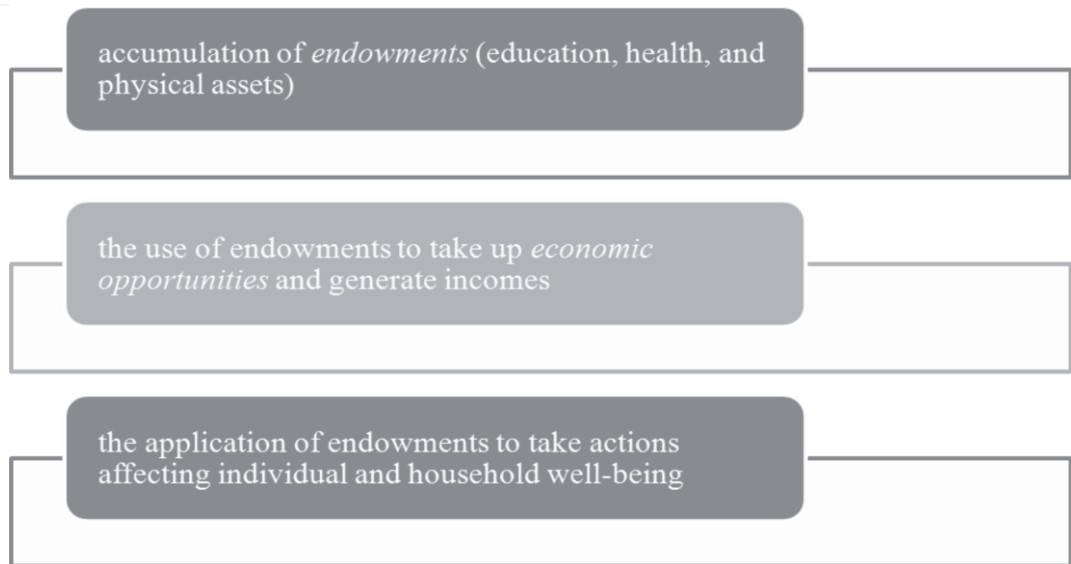 accumulation of endowments (education, health, and
physical assets)
the use of endowments to take up economic
opportunities and generate incomes
the application of endowments to take actions
affecting individual and household well-being